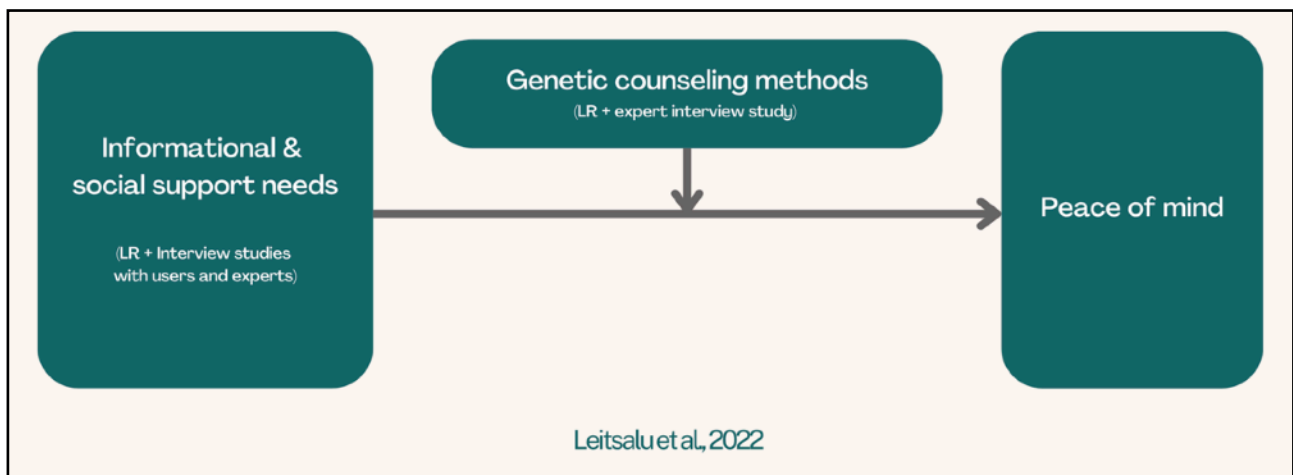 Informational &
social support needs
(LR + Interview studies
with users and experts)
Genetic counseling methods
(LR + expert interview study)
Peace of mind
Leitsalu et al., 2022